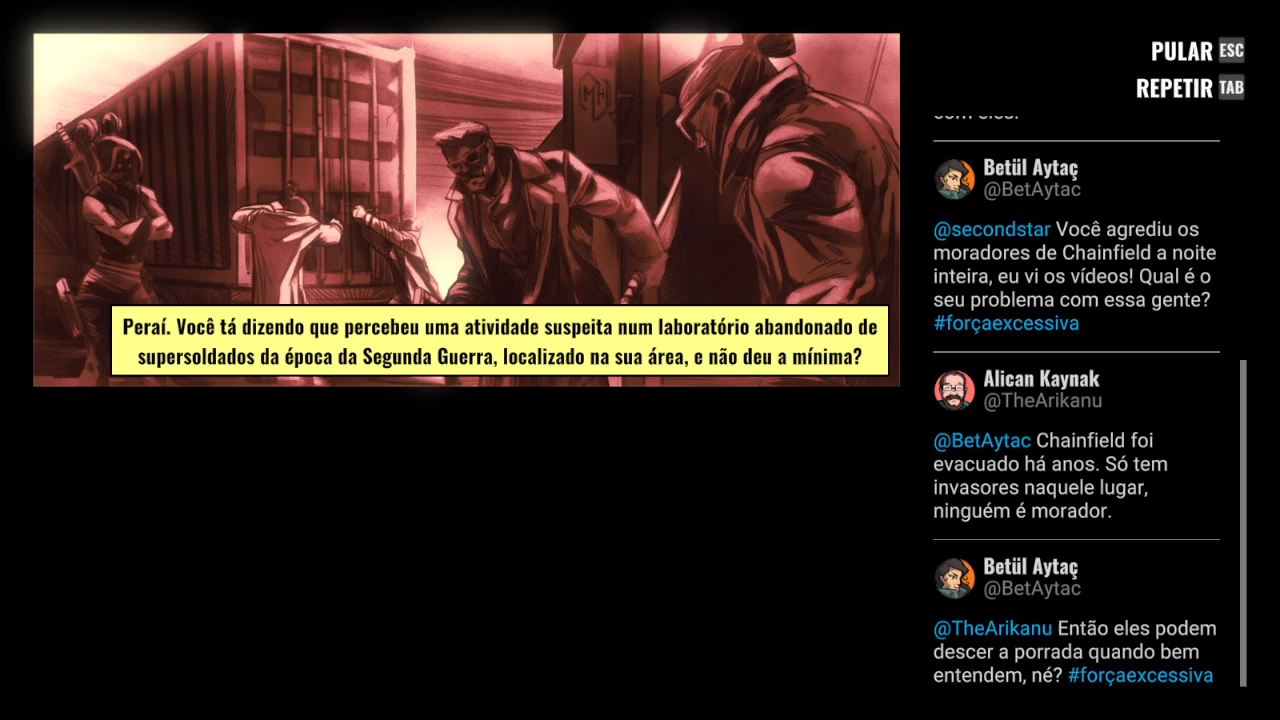 PULAR ESC
REPETIR TAB
Peraí. Você tá dizendo que percebeu uma atividade suspeita num laboratório abandonado de
supersoldados da época da Segunda Guerra, localizado na sua área, e não deu a mínima?
com eles.
Betül Aytaç
@BetAytac
@secondstar Você agrediu os
moradores de Chainfield a noite
inteira, eu vi os vídeos! Qual é o
seu problema com essa gente?
#forçaexcessiva
Alican Kaynak
@TheArikanu
@BetAytac Chainfield foi
evacuado há anos. Só tem
invasores naquele lugar,
ninguém é morador.
Betül Aytaç
@BetAytac
@TheArikanu Então eles podem
descer a porrada quando bem
entendem, né? #forçaexcessiva